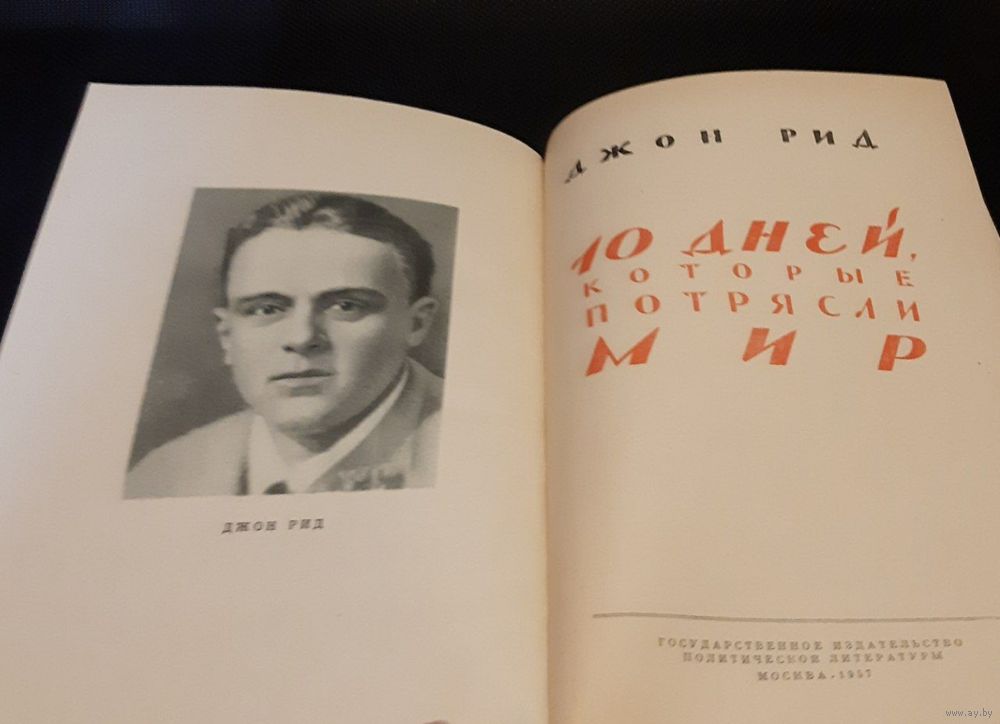 ДЖОН РИД
ДЖОН РИД
10 ДНЕЙ,
КОТОРЫЕ
ПОТРЯСЛИ
МИР
ГОСУДАРСТВЕННОЕ ИЗДАТЕЛЬСТВО
ПОЛИТИЧЕСКОЙ ЛИТЕРАТУРЫ
МОСКВА · 1957
www.ay.by